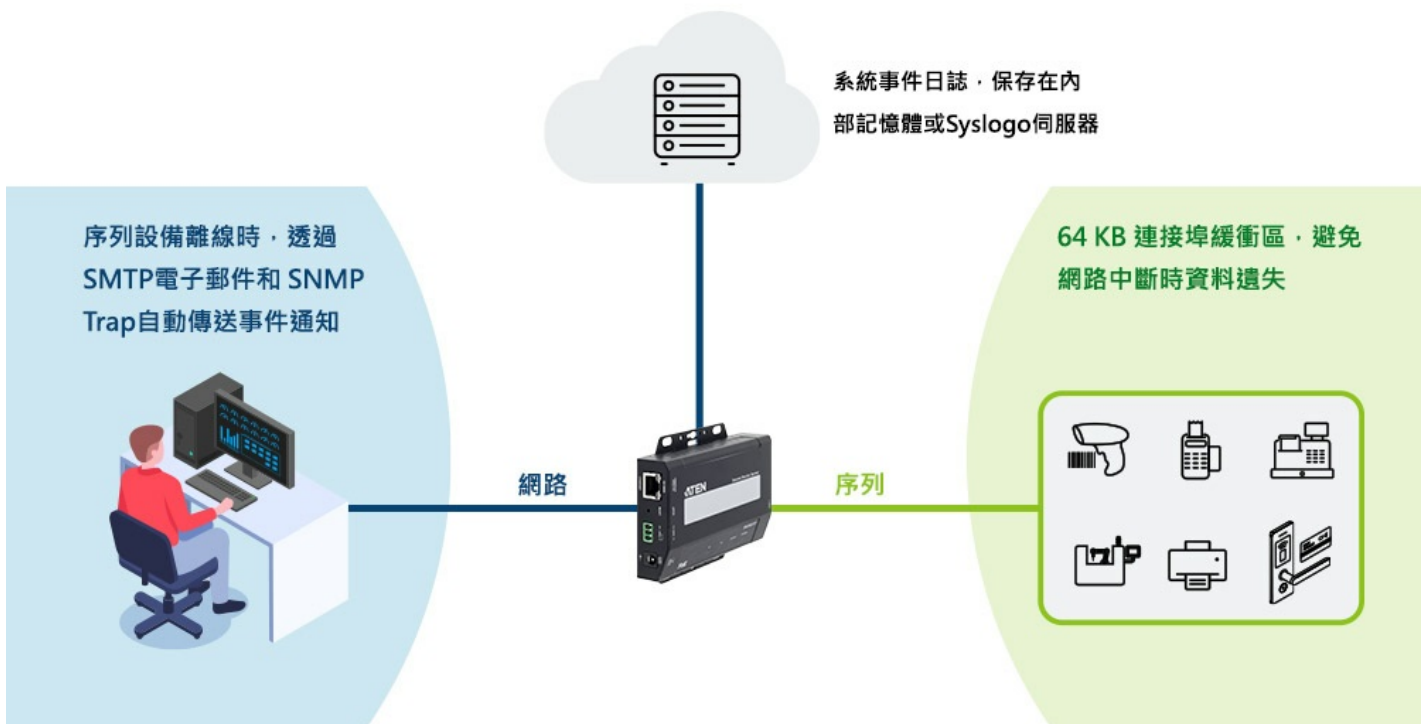 系統事件日誌，保存在內
部記憶體或Syslogo伺服器
序列設備離線時，透過
SMTP電子郵件和 SNMP
Trap自動傳送事件通知
64 KB 連接埠緩衝區，避免
網路中斷時資料遺失
網路
ATEN
序列